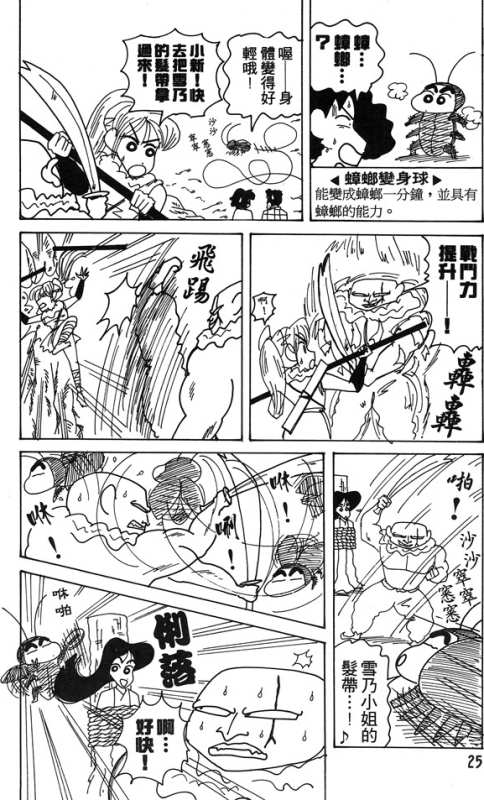 蟑…
蟑螂…
？
蟑螂變身球
能變成蟑螂一分鐘，並具有
蟑螂的能力。
喔──身
體變得好
輕哦！
沙沙
窣窣
窸窸
小新！快
去把雪乃
的髮帶拿
過來！
戰鬥力
提升──！
轟轟
啊！
飛踢
啪！
沙沙
窣窣
窸窸
雪乃小姐的
髮帶…！♪
咻！
唰！
咻！
俐落
啊…
好快！
咻啪
25